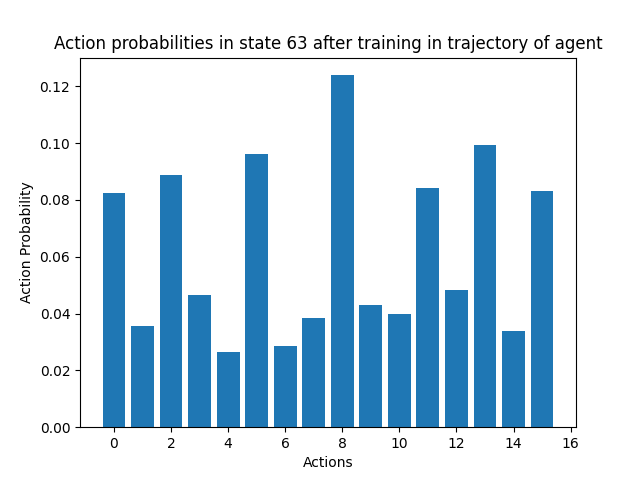 Action probabilities in state 63 after training in trajectory of agent
0.12
0.10
0.08
0.06
0.04
0.02
0.00
Action Probability
0 2 4 6 8 10 12 14 16
Actions